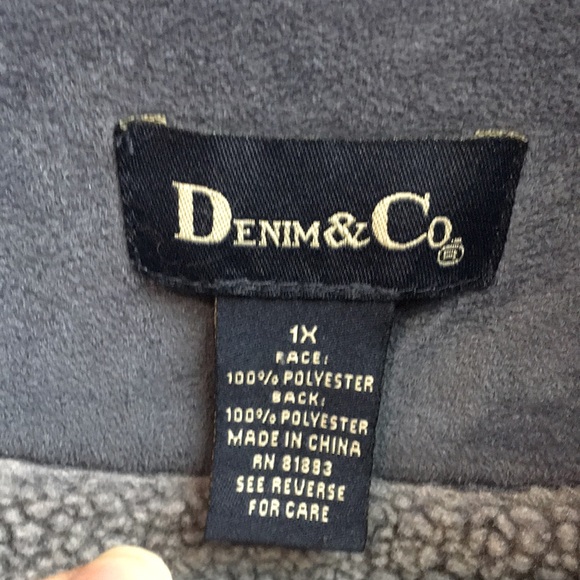 DENIM & CO.
1X
FACE:
100% POLYESTER
BACK:
100% POLYESTER
MADE IN CHINA
RN 81883
SEE REVERSE
FOR CARE